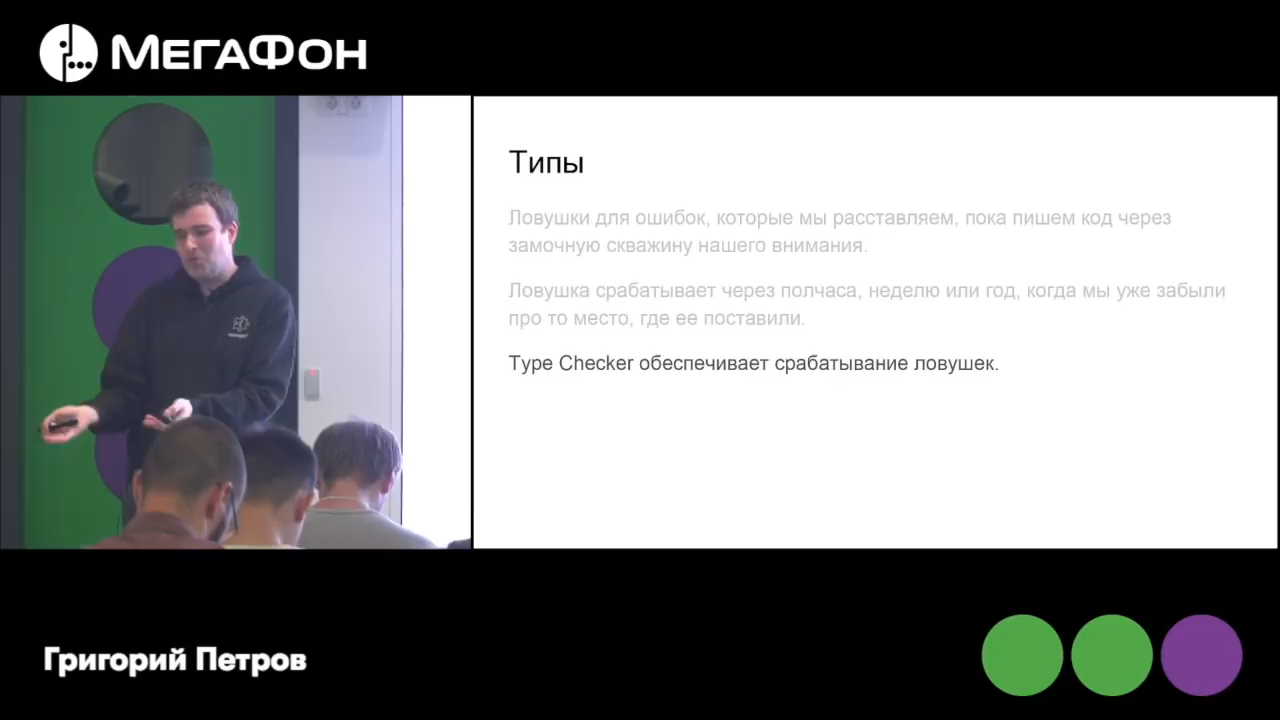 МЕГАФОН
Типы
Ловушки для ошибок, которые мы расставляем, пока пишем код через
замочную скважину нашего внимания.
Ловушка срабатывает через полчаса, неделю или год, когда мы уже забыли
про то место, где ее поставили.
Type Checker обеспечивает срабатывание ловушек.
Григорий Петров